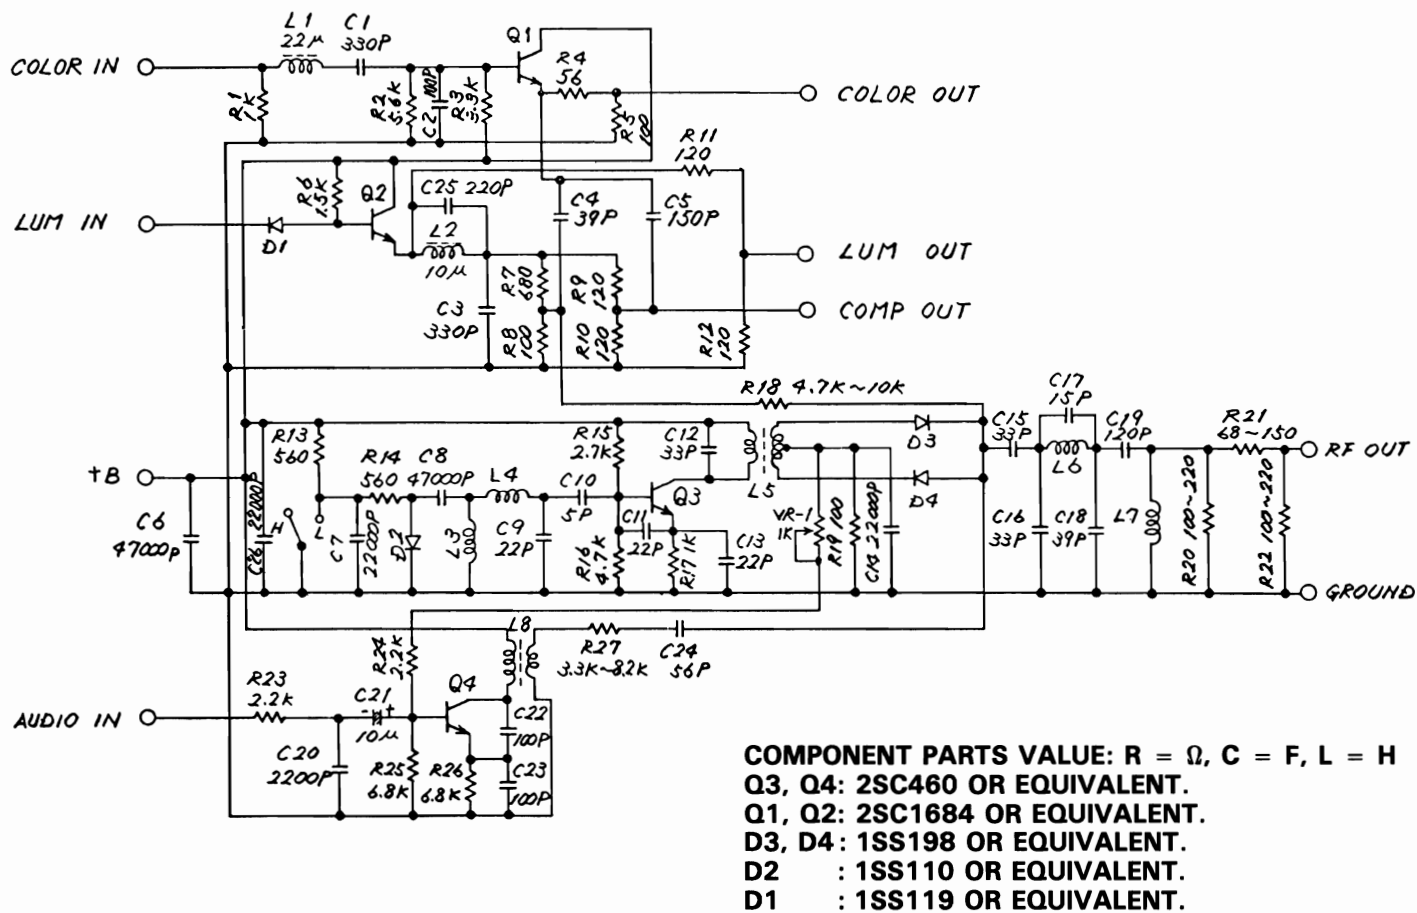 L1
22μ
C1
330P
Q1
R4
56
COLOR IN
COLOR OUT
R1
1K
R2
5.6K
C2
100P
R3
3.9K
R5
100
R11
120
R6
1.5K
Q2
C25 220P
C4
39P
C5
150P
LUM IN
D1
L2
10μ
LUM OUT
R7
680
R9
120
C3
330P
COMP OUT
R8
100
R10
120
R12
120
R18 4.7K~10K
C17
15P
R13
560
R15
2.7K
C12
33P
D3
C15
33P
L6
C19
120P
R21
68~150
RF OUT
+B
R14
560
C8
47000P
L4
C10
5P
Q3
L5
D4
C6
47000P
C26 22000P
H
L
C7
22000P
D2
L3
C9
22P
C11
22P
R16
4.7K
R17 1K
C13
22P
VR-1
1K
R19 100
C14 22000P
C16
33P
C18
39P
L7
R20 100~220
R22 100~220
GROUND
L8
R24
2.2K
R27
3.3K~8.2K
C24
56P
R23
2.2K
C21
- +
10μ
Q4
AUDIO IN
C20
2200P
R25
6.8K
R26
6.8K
C22
100P
C23
100P
COMPONENT PARTS VALUE: R = Ω, C = F, L = H
Q3, Q4: 2SC460 OR EQUIVALENT.
Q1, Q2: 2SC1684 OR EQUIVALENT.
D3, D4: 1SS198 OR EQUIVALENT.
D2 : 1SS110 OR EQUIVALENT.
D1 : 1SS119 OR EQUIVALENT.